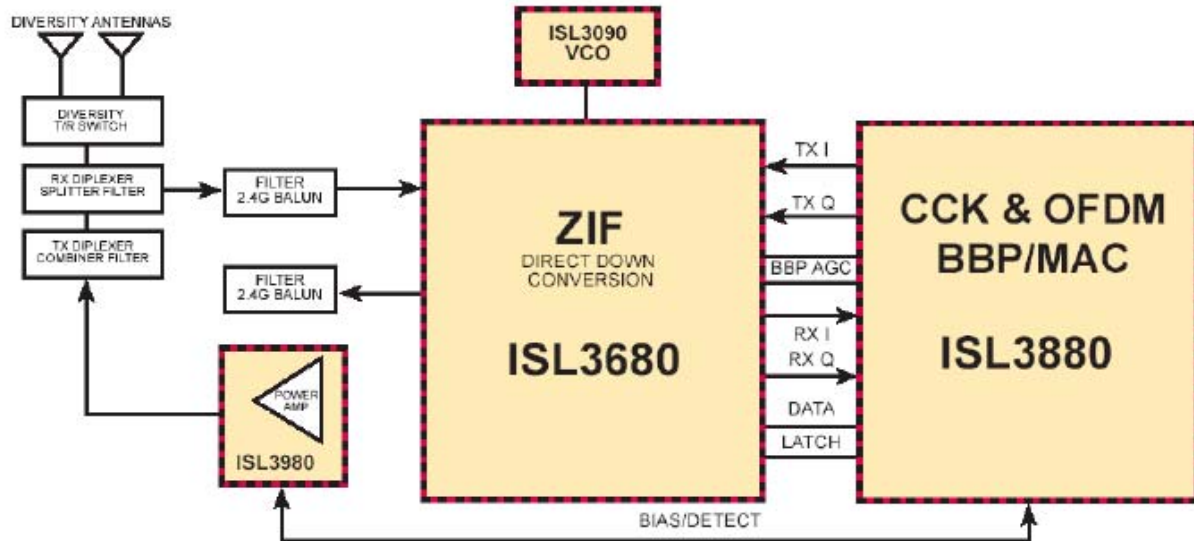 DIVERSITY ANTENNAS
DIVERSITY
T/R SWITCH
RX DIPLEXER
SPLITTER FILTER
TX DIPLEXER
COMBINER FILTER
FILTER
2.4G BALUN
FILTER
2.4G BALUN
POWER
AMP
ISL3980
ISL3090
VCO
ZIF
DIRECT DOWN
CONVERSION
ISL3680
TX I
TX Q
BBP AGC
RX I
RX Q
DATA
LATCH
CCK & OFDM
BBP/MAC
ISL3880
BIAS/DETECT